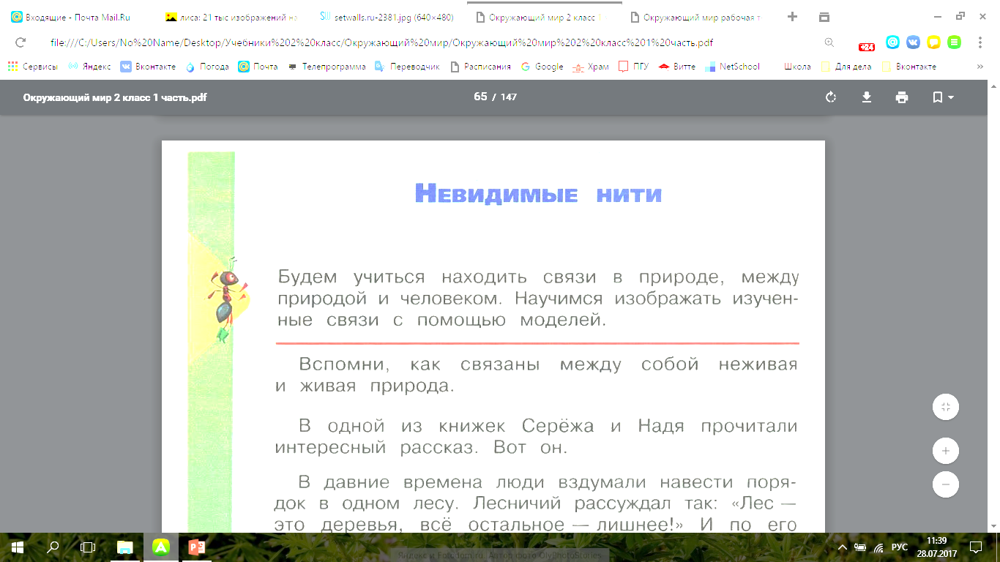 Входящие - Почта Mail.Ru
лиса: 21 тыс изображений на
setwalls.ru-2381.jpg (640×480)
Окружающий мир 2 класс 1
Окружающий мир рабочая т
file:///C:/Users/No%20Name/Desktop/Учебники%202%20класс/Окружающий%20мир/Окружающий%20мир%202%20класс%201%20часть.pdf
+24
Сервисы Яндекс Вконтакте Погода Почта Телепрограмма Переводчик Расписания Google Храм ПГУ Витте NetSchool Школа Для дела Вконтакте »
Окружающий мир 2 класс 1 часть.pdf
65 / 147
Невидимые нити
Будем учиться находить связи в природе, между
природой и человеком. Научимся изображать изучен-
ные связи с помощью моделей.
Вспомни, как связаны между собой неживая
и живая природа.
В одной из книжек Серёжа и Надя прочитали
интересный рассказ. Вот он.
В давние времена люди вздумали навести поря-
док в одном лесу. Лесничий рассуждал так: «Лес —
это деревья, всё остальное — лишнее!» И по его
РУС
11:39
28.07.2017